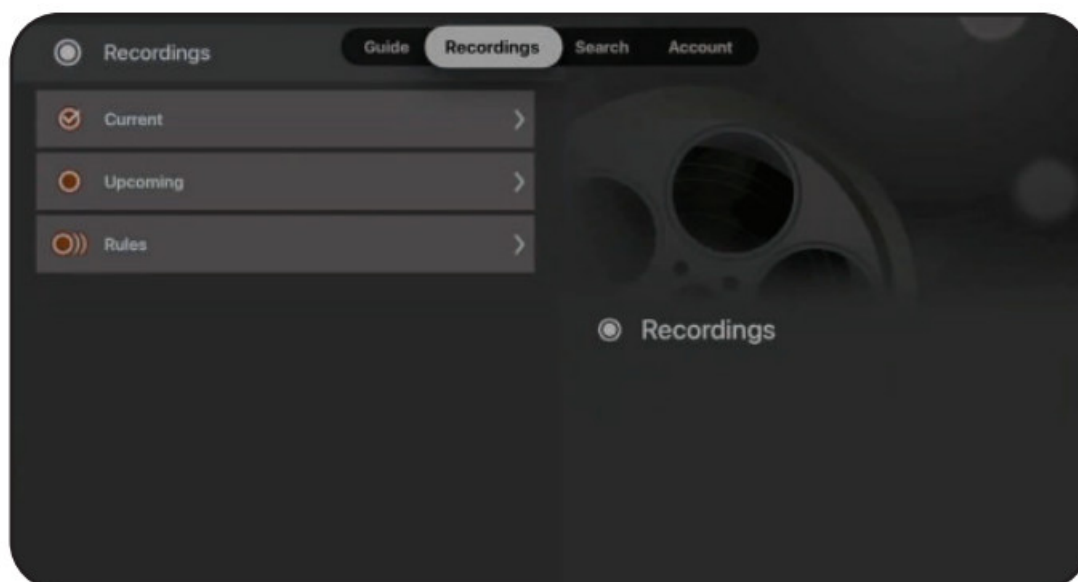 Recordings
Guide Recordings Search Account
Current
Upcoming
Rules
Recordings